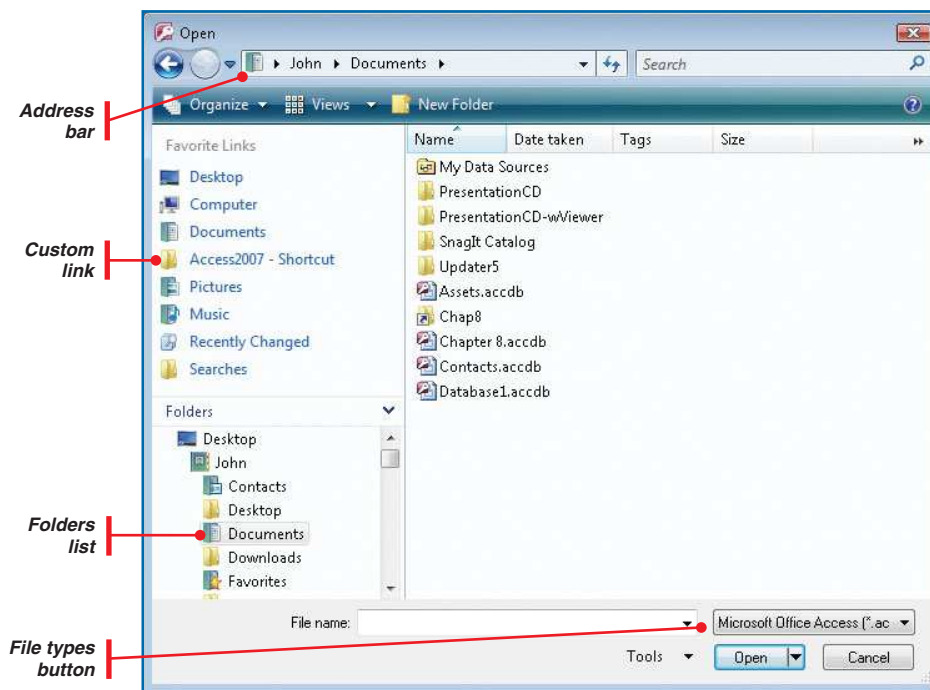 Open
John Documents
Search
Address
bar
Organize Views New Folder
Favorite Links
Desktop
Computer
Documents
Custom
link
Access2007 - Shortcut
Pictures
Music
Recently Changed
Searches
Name Date taken Tags Size
My Data Sources
PresentationCD
PresentationCD-wViewer
SnagIt Catalog
Updater5
Assets.accdb
Chap8
Chapter 8.accdb
Contacts.accdb
Database1.accdb
Folders
Desktop
John
Contacts
Desktop
Folders
list
Documents
Downloads
Favorites
File name:
Microsoft Office Access (*.ac
File types
button
Tools Open Cancel